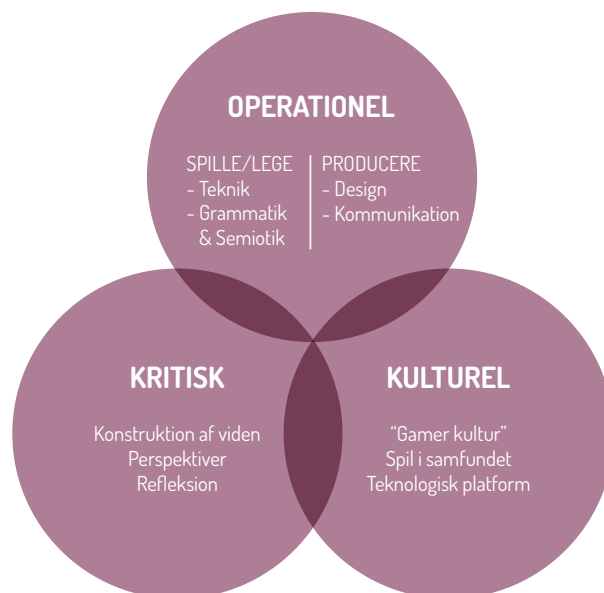 OPERATIONEL
SPILLE/LEGE
- Teknik
- Grammatik
& Semiotik
PRODUCERE
- Design
- Kommunikation
KRITISK
Konstruktion af viden
Perspektiver
Refleksion
KULTUREL
“Gamer kultur”
Spil i samfundet
Teknologisk platform